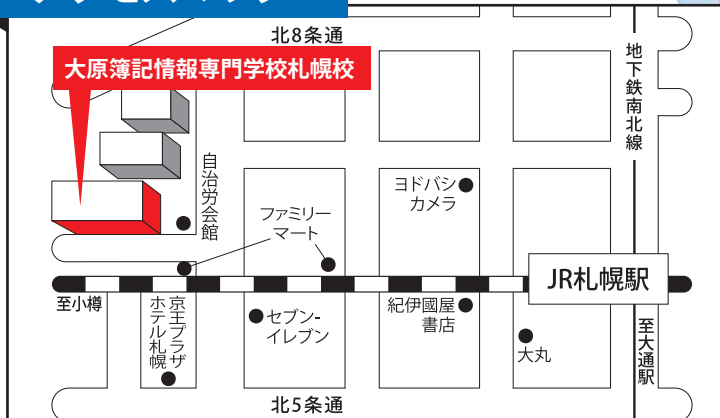 北8条通
大原簿記情報専門学校札幌校
地下鉄南北線
自治労会館
ヨドバシ
カメラ
ファミリー
マート
JR札幌駅
至小樽
京王プラザ
ホテル札幌
セブン-
イレブン
紀伊國屋
書店
大丸
至大通駅
北5条通